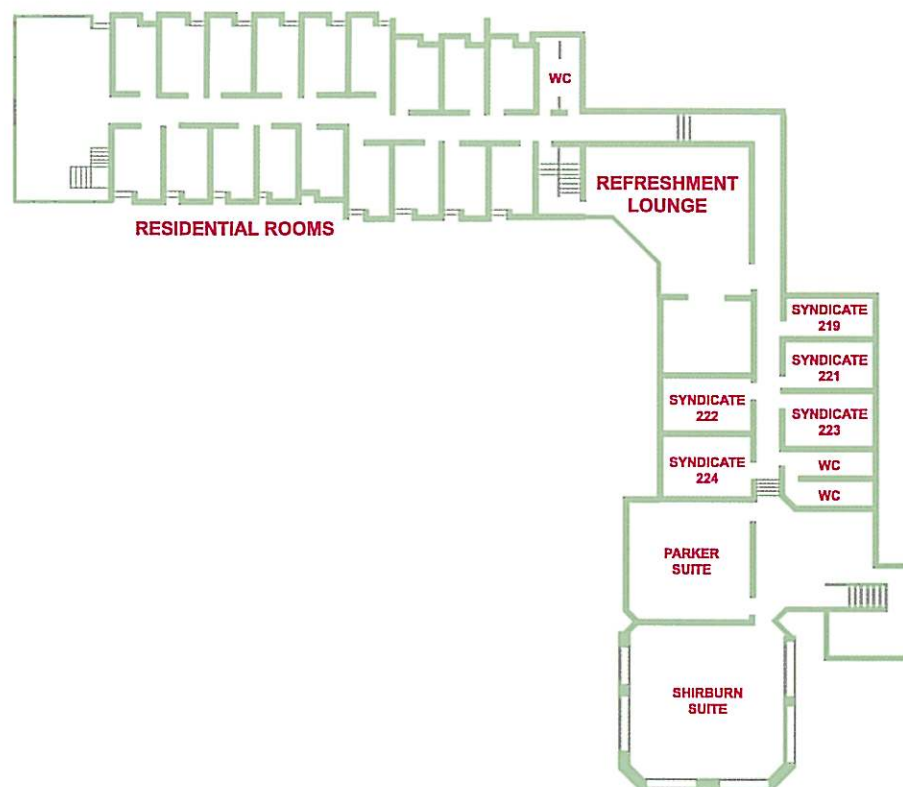 WC
REFRESHMENT
LOUNGE
RESIDENTIAL ROOMS
SYNDICATE
219
SYNDICATE
221
SYNDICATE
222
SYNDICATE
223
SYNDICATE
224
WC
WC
PARKER
SUITE
SHIRBURN
SUITE